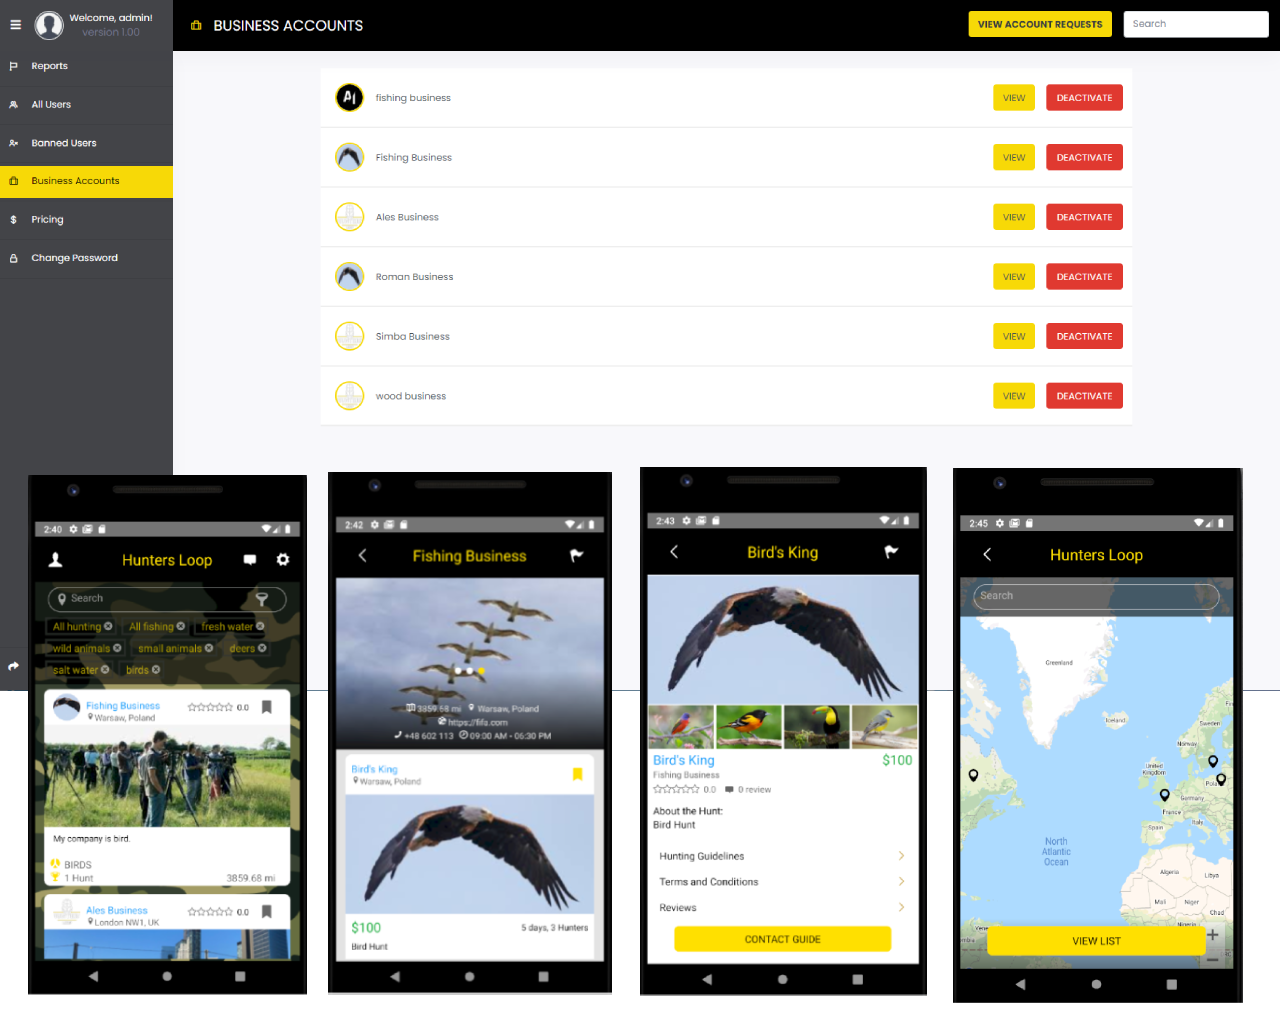 Welcome, admin!
version 1.00
BUSINESS ACCOUNTS
VIEW ACCOUNT REQUESTS
Search
Reports
All Users
Banned Users
Business Accounts
Pricing
Change Password
fishing business
VIEW
DEACTIVATE
Fishing Business
VIEW
DEACTIVATE
Ales Business
VIEW
DEACTIVATE
Roman Business
VIEW
DEACTIVATE
Simba Business
VIEW
DEACTIVATE
wood business
VIEW
DEACTIVATE
2:40
Hunters Loop
Search
All hunting All fishing fresh water
wild animals small animals deers
salt water birds
Fishing Business 0.0
Warsaw, Poland
My company is bird.
BIRDS
1 Hunt 3859.68 mi
Ales Business 0.0
London NW1, UK
2:42
Fishing Business
3859.68 mi Warsaw, Poland
https://fifa.com
+48 602 113 09:00 AM - 06:30 PM
Bird's King
Warsaw, Poland
$100 5 days, 3 Hunters
Bird Hunt
2:43
Bird's King
Bird's King $100
Fishing Business
0.0 0 review
About the Hunt:
Bird Hunt
Hunting Guidelines
Terms and Conditions
Reviews
CONTACT GUIDE
2:45
Hunters Loop
Search
Greenland
Iceland
Sweden
Norway
United
Kingdom
Germany
France
Italy
Spain
North
Atlantic
Ocean
Algeria
Libya
Mali
Niger
Chad
VIEW LIST